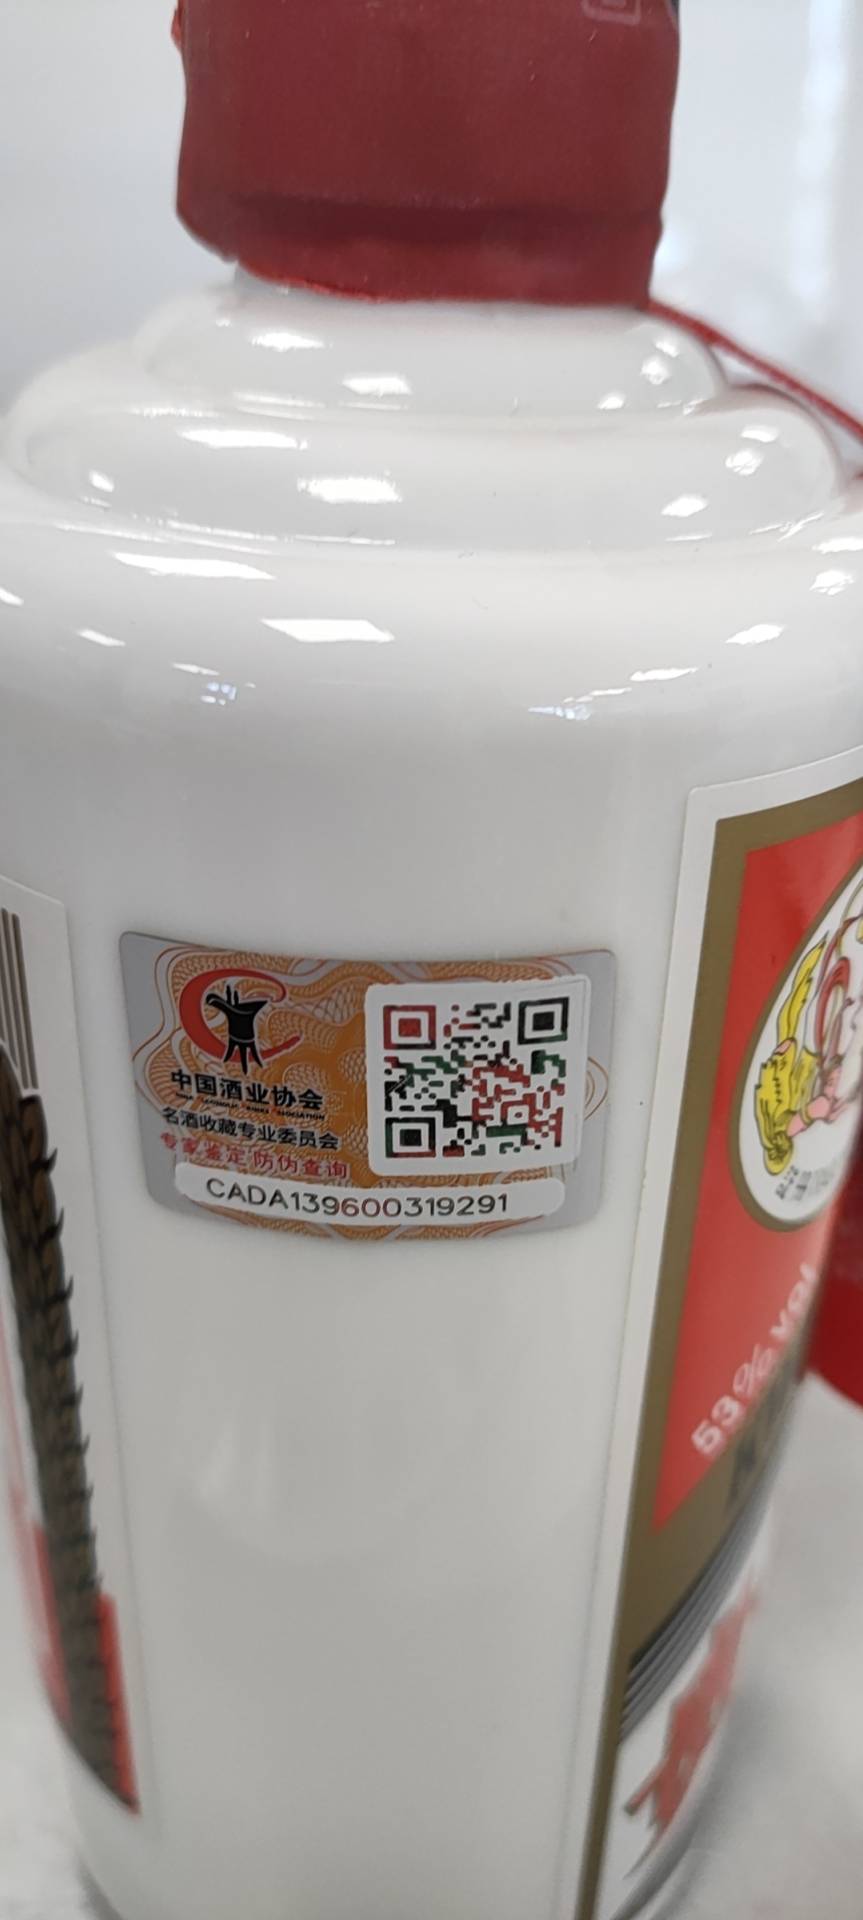 中国酒业协会
名酒收藏专业委员会
专家鉴定防伪查询
CADA139600319291
53% vol